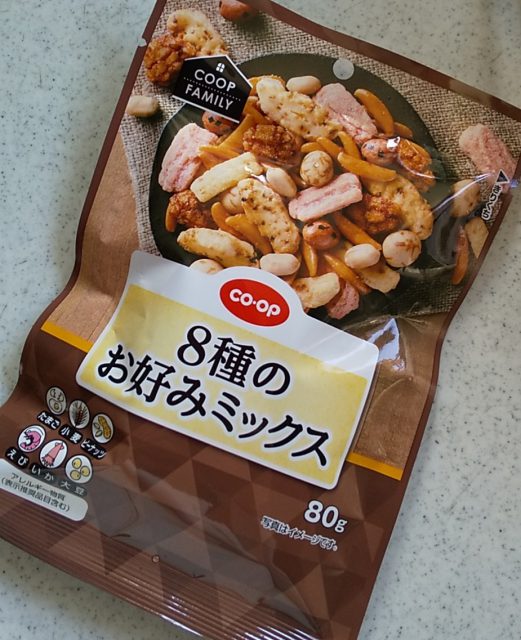 COOP
FAMILY
CO·OP
8種の
お好みミックス
たまご 小麦 ピーナッツ
えび いか 大豆
アレルギー物質
(表示推奨品目含む)
80g
写真はイメージです。